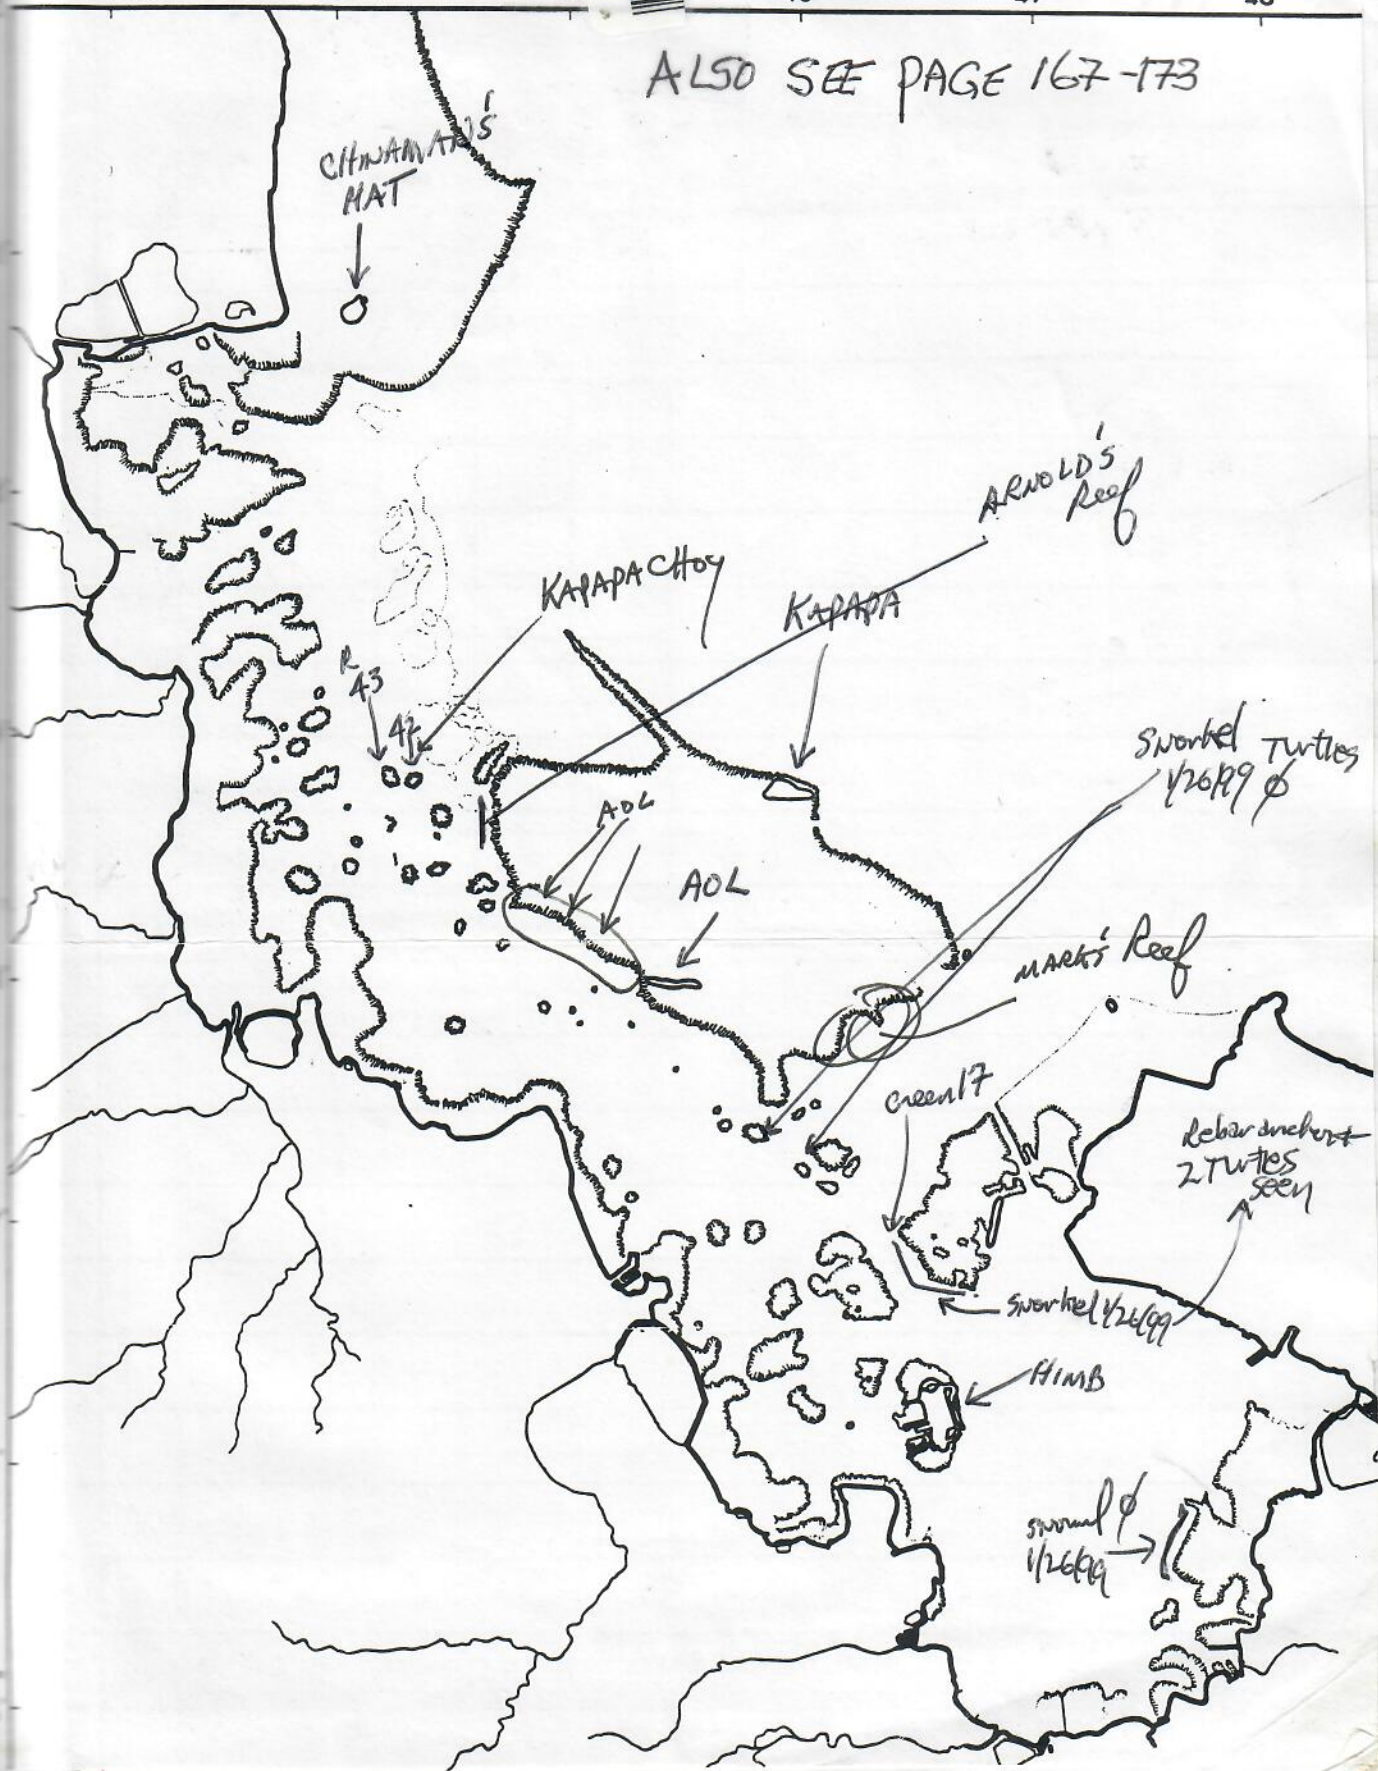 ALSO SEE PAGE 167-173
CHINAMAN'S
HAT
ARNOLD'S
Reef
KAPAPA CHOY
KAPAPA
R
43
42
Snorkel Turtles
1/26/99 ∅
AOL
AOL
MARK'S Reef
Green 17
Rebar anchor +
2 Turtles
seen
Snorkel 1/26/99
HIMB
Snorkel ∅
1/26/99